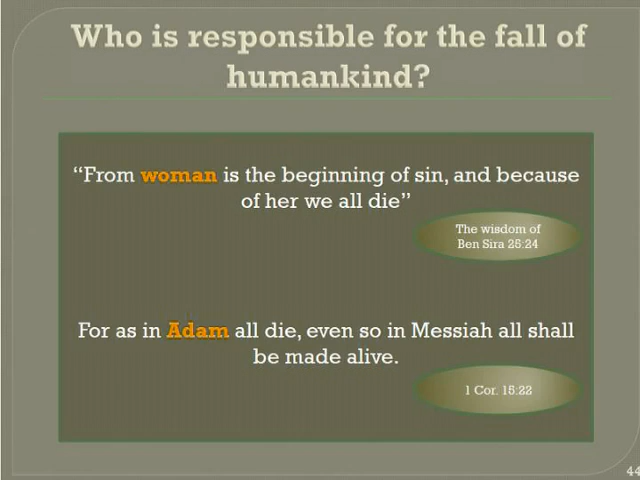 Who is responsible for the fall of
humankind?
“From woman is the beginning of sin, and because
of her we all die”
The wisdom of
Ben Sira 25:24
For as in Adam all die, even so in Messiah all shall
be made alive.
1 Cor. 15:22
44